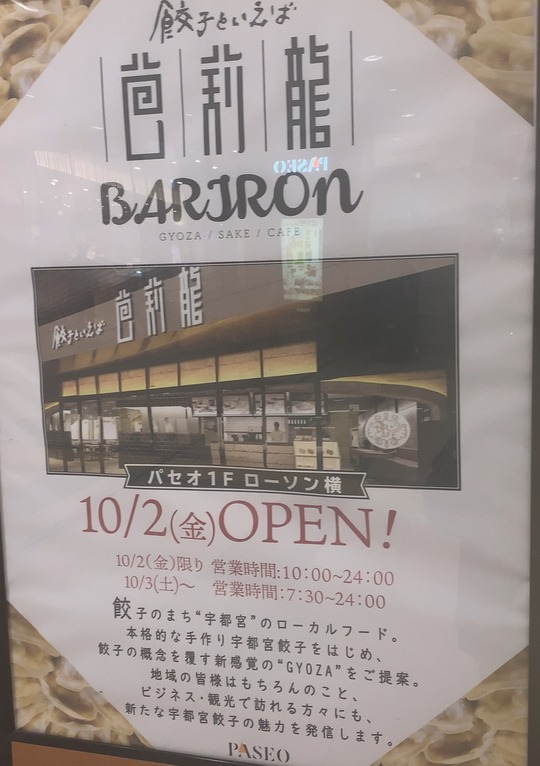 餃子といえば
芭莉龍
PASEO
BARIRON
GYOZA / SAKE / CAFE
餃子といえば 芭莉龍
パセオ1F ローソン横
10/2(金)OPEN!
10/2(金)限り 営業時間:10:00~24:00
10/3(土)~ 営業時間:7:30~24:00
餃子のまち“宇都宮”のローカルフード。
本格的な手作り宇都宮餃子をはじめ、
餃子の概念を覆す新感覚の“GYOZA”をご提案。
地域の皆様はもちろんのこと、
ビジネス・観光で訪れる方々にも、
新たな宇都宮餃子の魅力を発信します。
PASEO